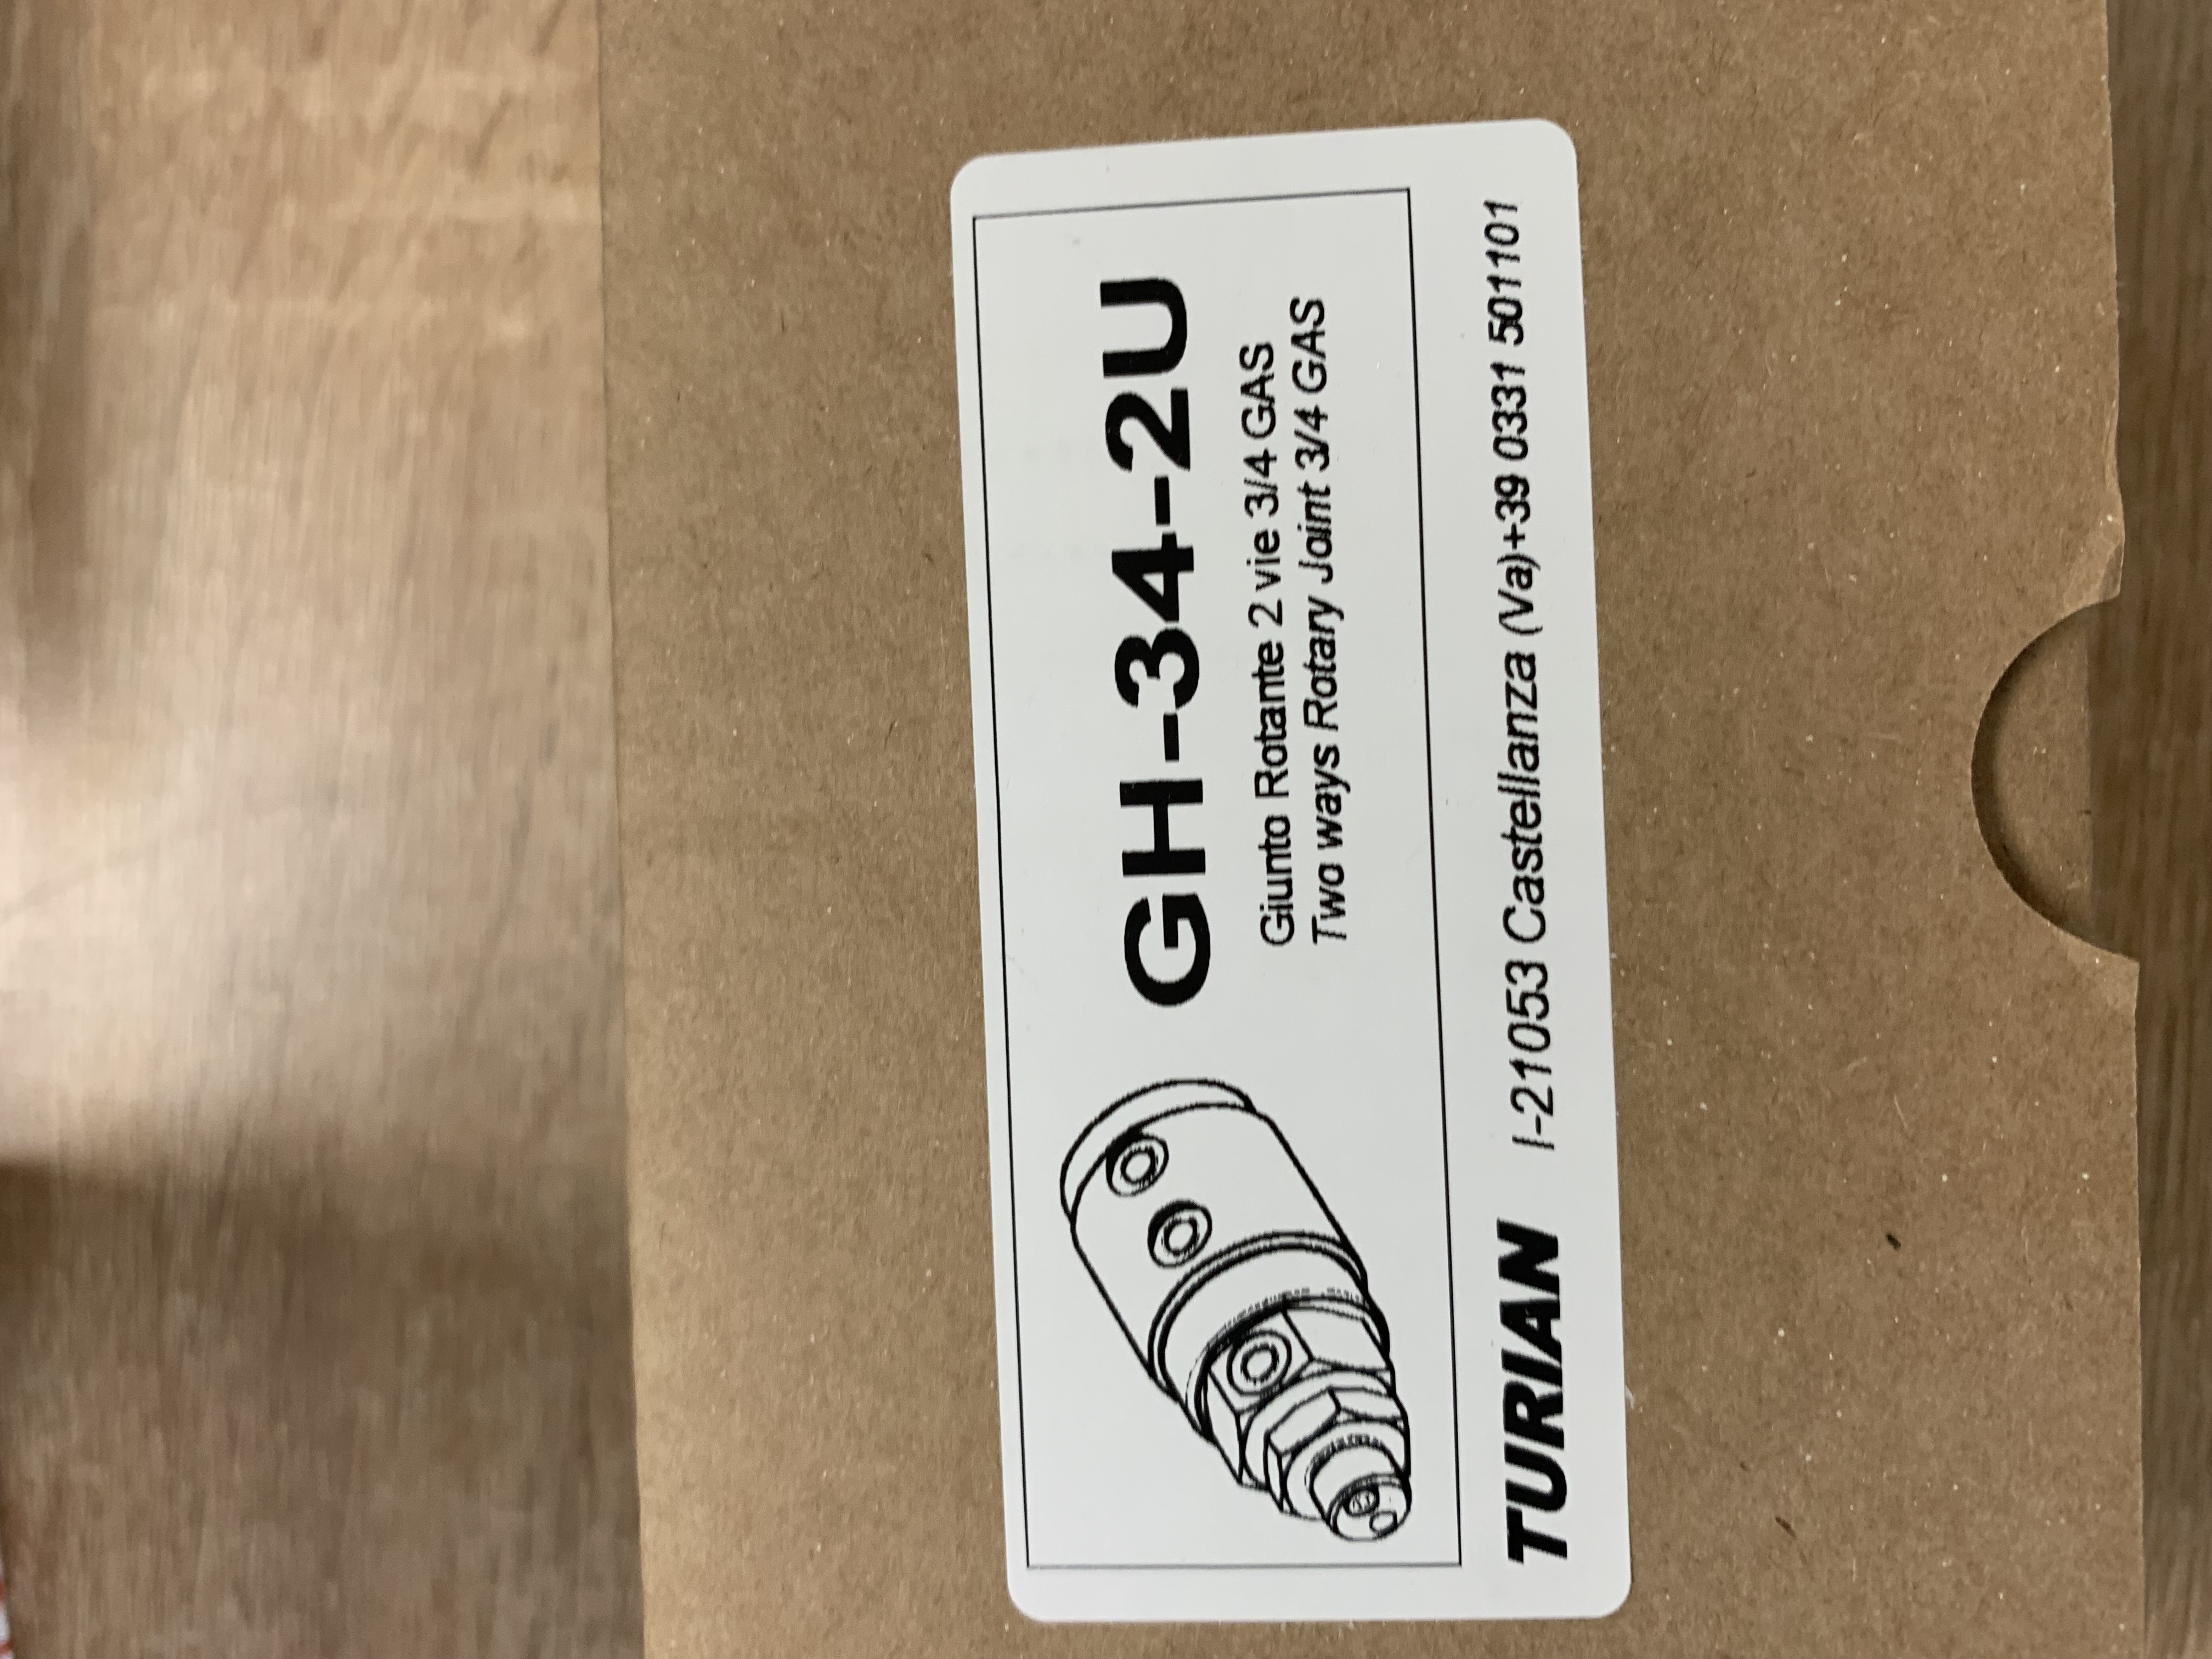 GH-34-2U
Giunto Rotante 2 vie 3/4 GAS
Two ways Rotary Joint 3/4 GAS
TURIAN I-21053 Castellanza (Va)+39 0331 501101